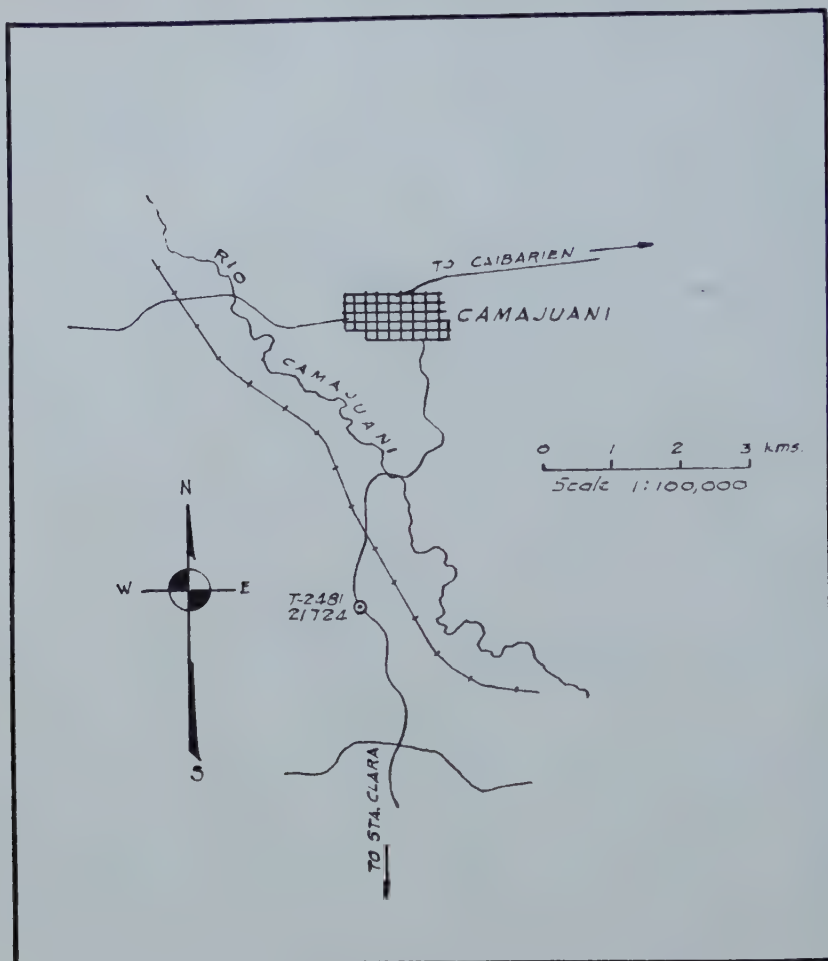 RIO
TO CAIBARIEN
CAMAJUANI
CAMAJUANI
0 1 2 3 kms.
Scale 1:100,000
N
W E
S
T-2481
21724
TO STA. CLARA